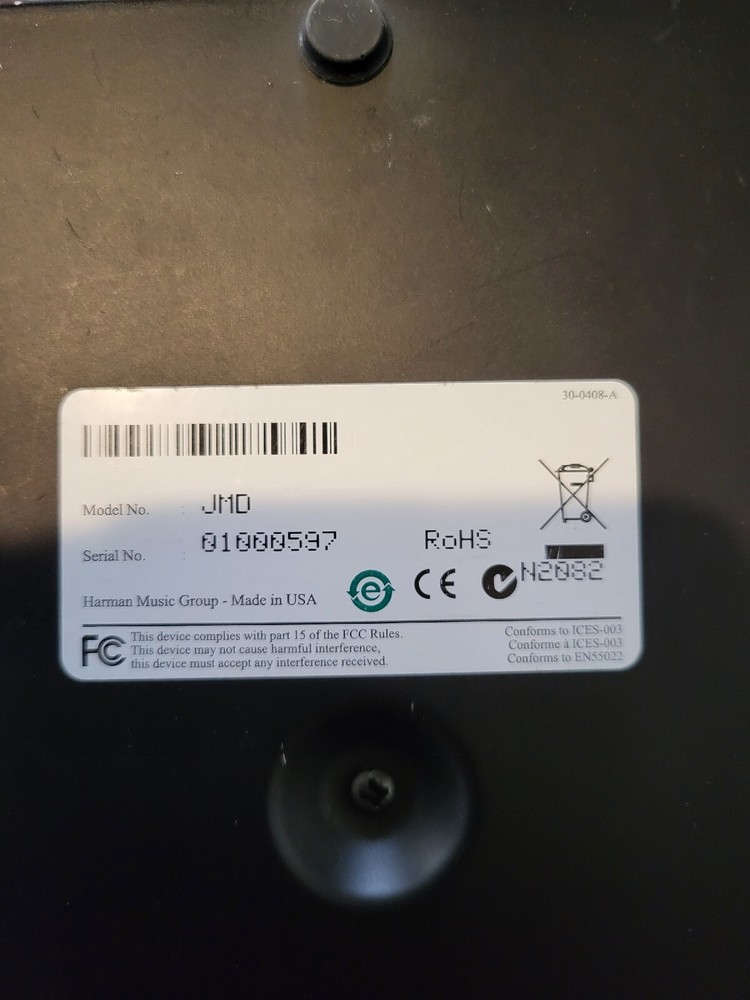 30-0408-A
Model No. : JMD
Serial No. : 01000597
RoHS
Harman Music Group - Made in USA
e
CE
N2082
FC This device complies with part 15 of the FCC Rules.
This device may not cause harmful interference,
this device must accept any interference received.
Conforms to ICES-003
Conforme à ICES-003
Conforms to EN55022